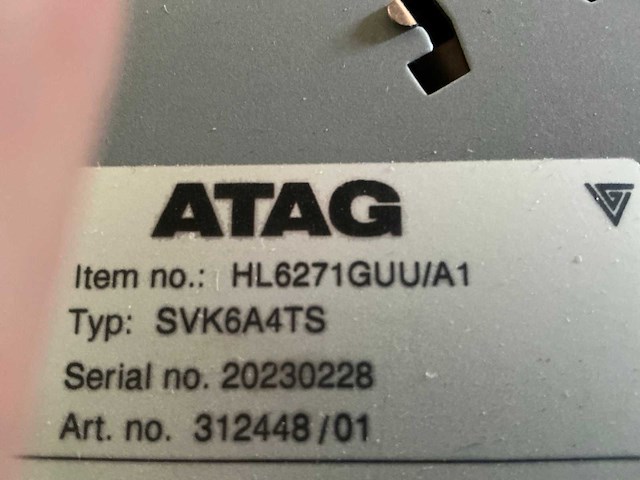 ATAG
Item no.: HL6271GUU/A1
Typ: SVK6A4TS
Serial no. 20230228
Art. no. 312448/01